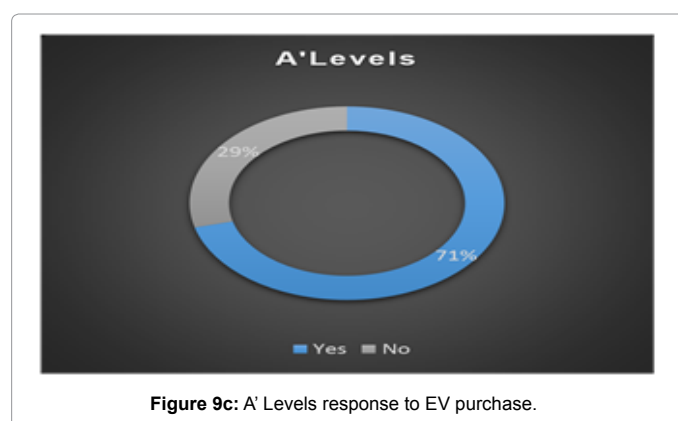 A'Levels
29%
71%
Yes No
Figure 9c: A' Levels response to EV purchase.